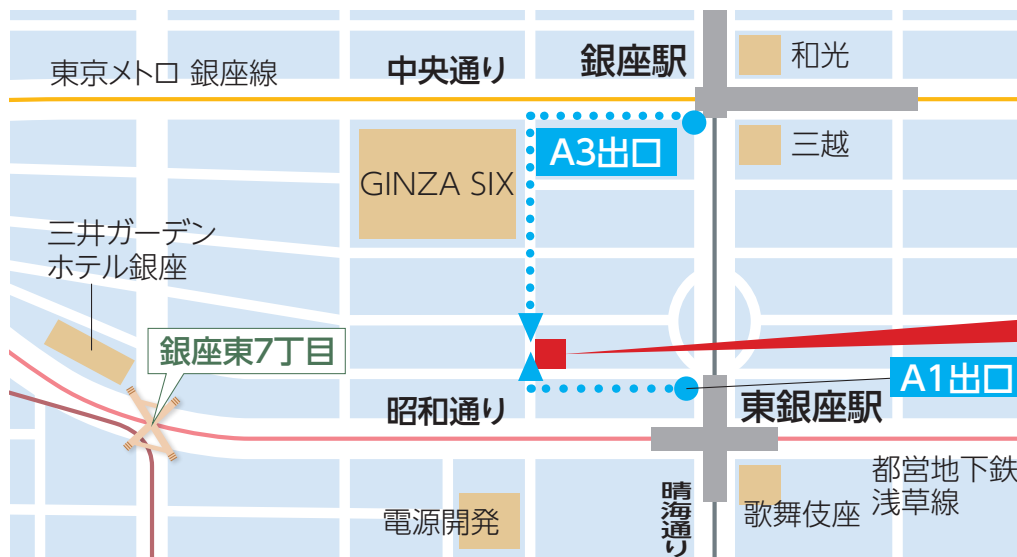 東京メトロ 銀座線
中央通り
銀座駅
和光
A3出口
三越
GINZA SIX
三井ガーデン
ホテル銀座
銀座東7丁目
A1出口
昭和通り
東銀座駅
都営地下鉄
浅草線
晴海通り
歌舞伎座
電源開発